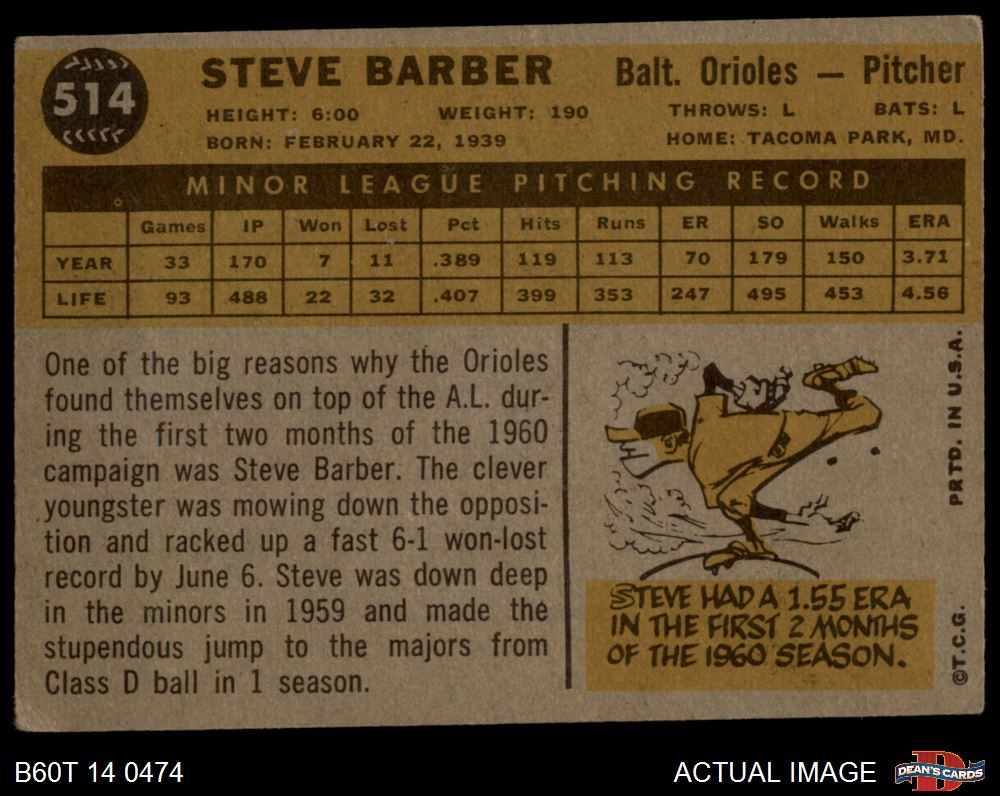 514
STEVE BARBER
Balt. Orioles — Pitcher
HEIGHT: 6:00 WEIGHT: 190 THROWS: L BATS: L
BORN: FEBRUARY 22, 1939 HOME: TACOMA PARK, MD.
MINOR LEAGUE PITCHING RECORD
Games IP Won Lost Pct Hits Runs ER SO Walks ERA
YEAR 33 170 7 11 .389 119 113 70 179 150 3.71
LIFE 93 488 22 32 .407 399 353 247 495 453 4.56
One of the big reasons why the Orioles
found themselves on top of the A.L. dur-
ing the first two months of the 1960
campaign was Steve Barber. The clever
youngster was mowing down the opposi-
tion and racked up a fast 6-1 won-lost
record by June 6. Steve was down deep
in the minors in 1959 and made the
stupendous jump to the majors from
Class D ball in 1 season.
STEVE HAD A 1.55 ERA
IN THE FIRST 2 MONTHS
OF THE 1960 SEASON.
©T.C.G. PRTD. IN U.S.A.
B60T 14 0474
ACTUAL IMAGE
D
DEAN'S CARDS